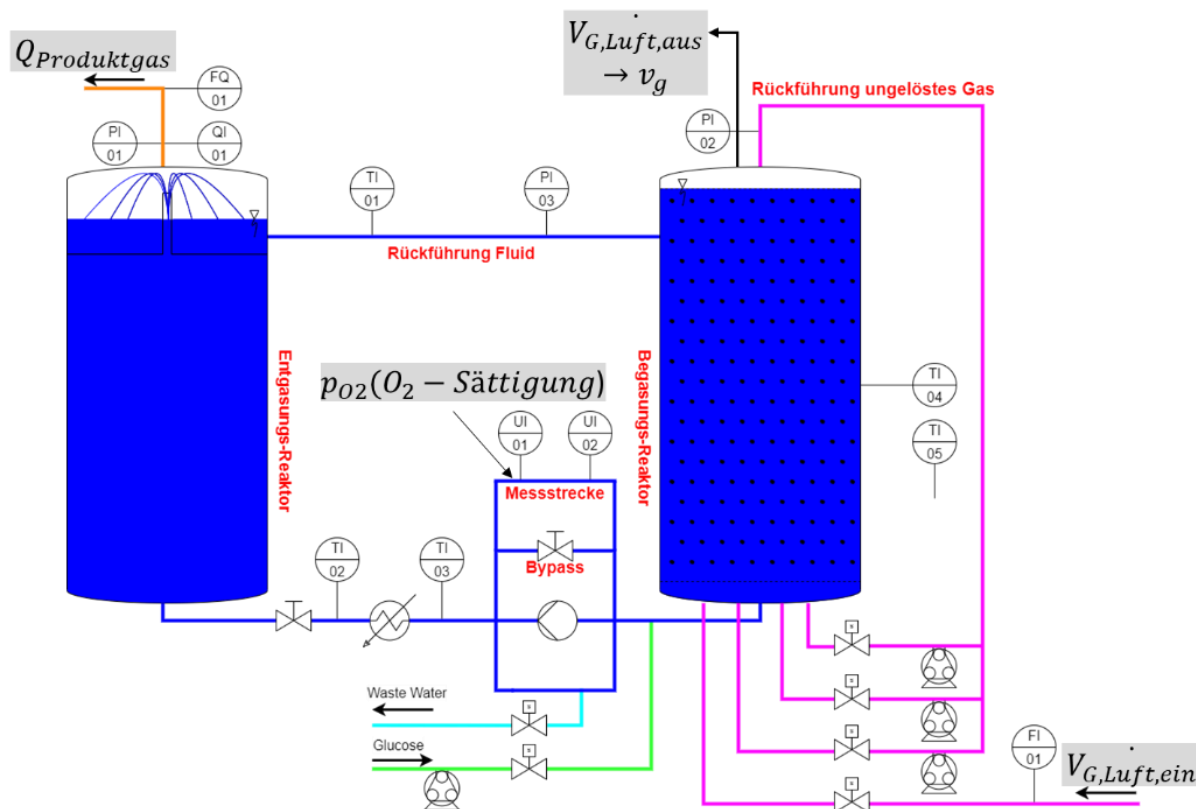 Q_Produktgas
FQ
01
PI
01
QI
01
V̇_G,Luft,aus
→ v_g
PI
02
Rückführung ungelöstes Gas
TI
01
PI
03
Rückführung Fluid
Entgasungs-Reaktor
Begasungs-Reaktor
p_O2(O_2 − Sättigung)
UI
01
UI
02
Messstrecke
Bypass
TI
04
TI
05
TI
02
TI
03
Waste Water
Glucose
FI
01
V̇_G,Luft,ein